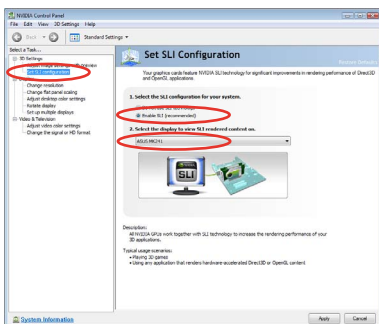 NVIDIA Control Panel
File Edit View 3D Settings Help
Back
Standard Settings
Select a Task...
3D Settings
Set SLI configuration
Change resolution
Change flat panel scaling
Adjust desktop color settings
Rotate display
Set up multiple displays
Video & Television
Adjust video color settings
Change the signal or HD format
System Information
Set SLI Configuration
Restore Defaults
Your graphics cards feature NVIDIA SLI technology for significant improvements in rendering performance of Direct3D
and OpenGL applications.
1. Select the SLI configuration for your system.
Enable SLI (recommended)
2. Select the display to view SLI rendered content on.
ASUS MK241
SLI
Description:
All NVIDIA GPUs work together with SLI technology to increase the rendering performance of your
3D applications.
Typical usage scenarios:
• Playing 3D games
• Using any application that renders hardware-accelerated Direct3D or OpenGL content
Apply Cancel